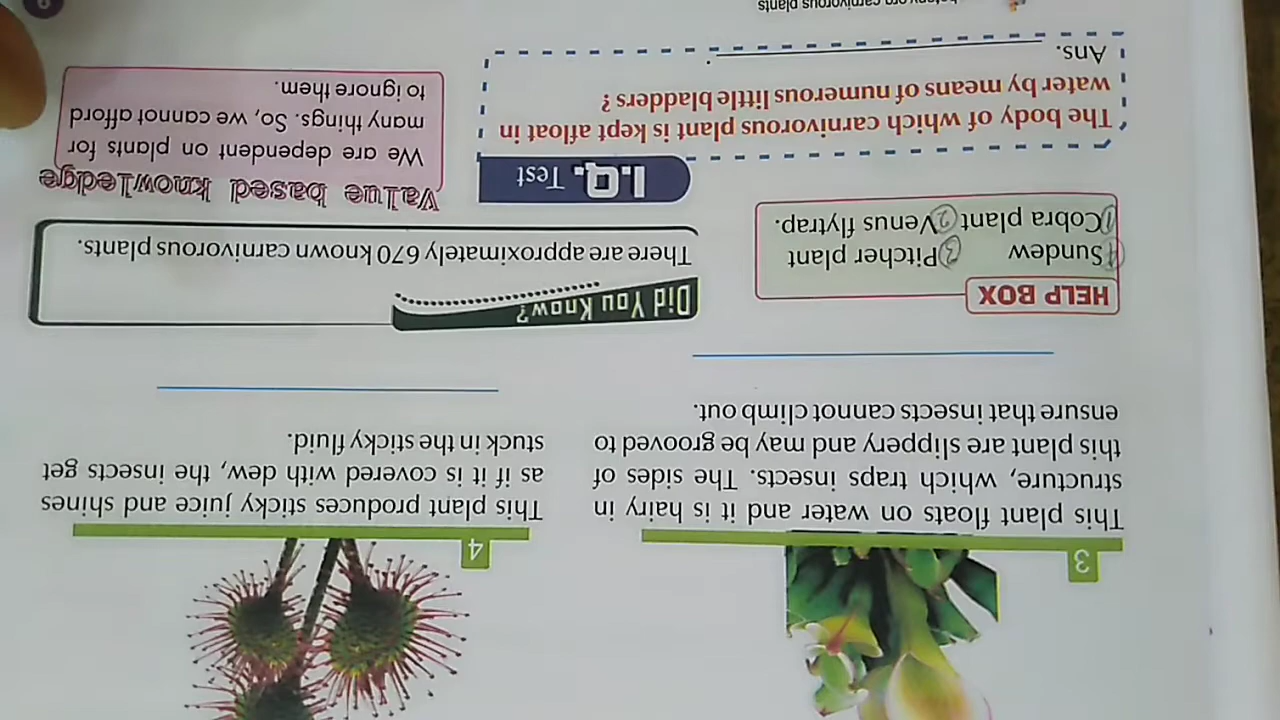 3
This plant floats on water and it is hairy in
structure, which traps insects. The sides of
this plant are slippery and may be grooved to
ensure that insects cannot climb out.
4
This plant produces sticky juice and shines
as if it is covered with dew, the insects get
stuck in the sticky fluid.
HELP BOX
4 Sundew 3 Pitcher plant
1 Cobra plant 2 Venus flytrap.
Did You Know?
There are approximately 670 known carnivorous plants.
I.Q. Test
The body of which carnivorous plant is kept afloat in
water by means of numerous little bladders ?
Ans. .
Value based knowledge
We are dependent on plants for
many things. So, we cannot afford
to ignore them.
carnivorous plants